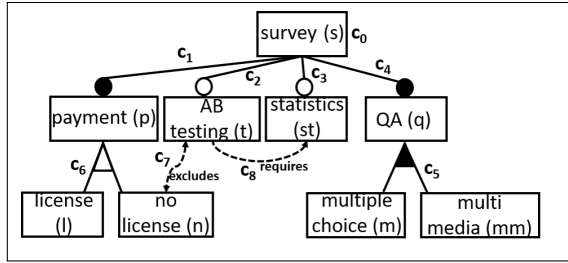 survey (s) c0
c1
c2
c3
c4
payment (p)
AB
testing (t)
statistics
(st)
QA (q)
c6
c7
excludes
c8 requires
c5
license
(l)
no
license (n)
multiple
choice (m)
multi
media (mm)